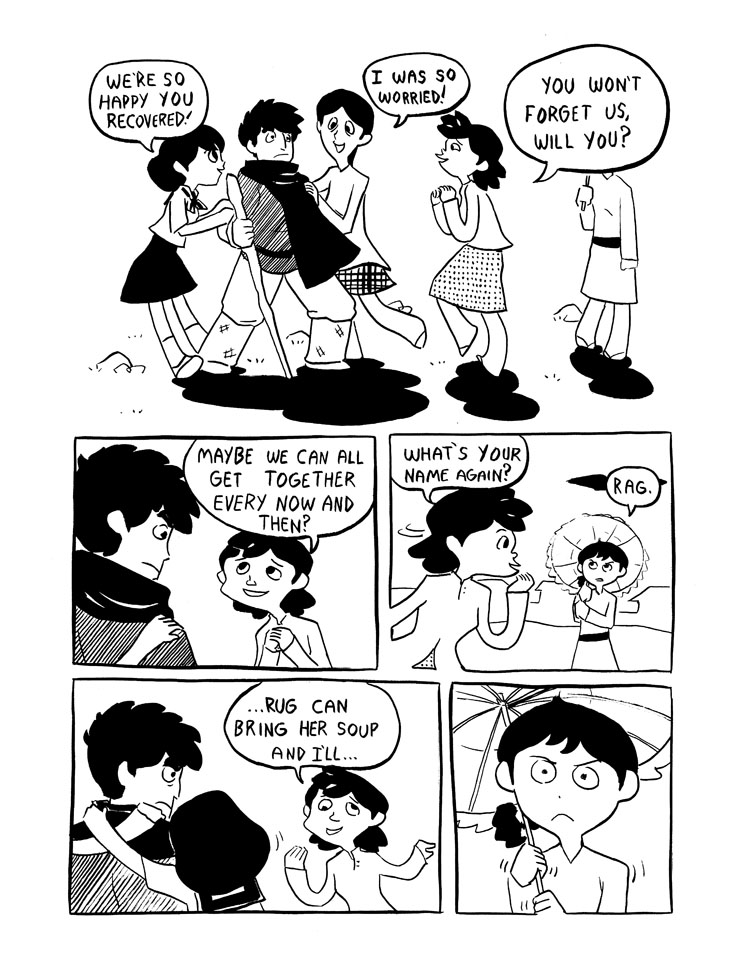 WE'RE SO
HAPPY YOU
RECOVERED!
I WAS SO
WORRIED!
YOU WON'T
FORGET US,
WILL YOU?
MAYBE WE CAN ALL
GET TOGETHER
EVERY NOW AND
THEN?
WHAT'S YOUR
NAME AGAIN?
RAG.
...RUG CAN
BRING HER SOUP
AND I'LL...